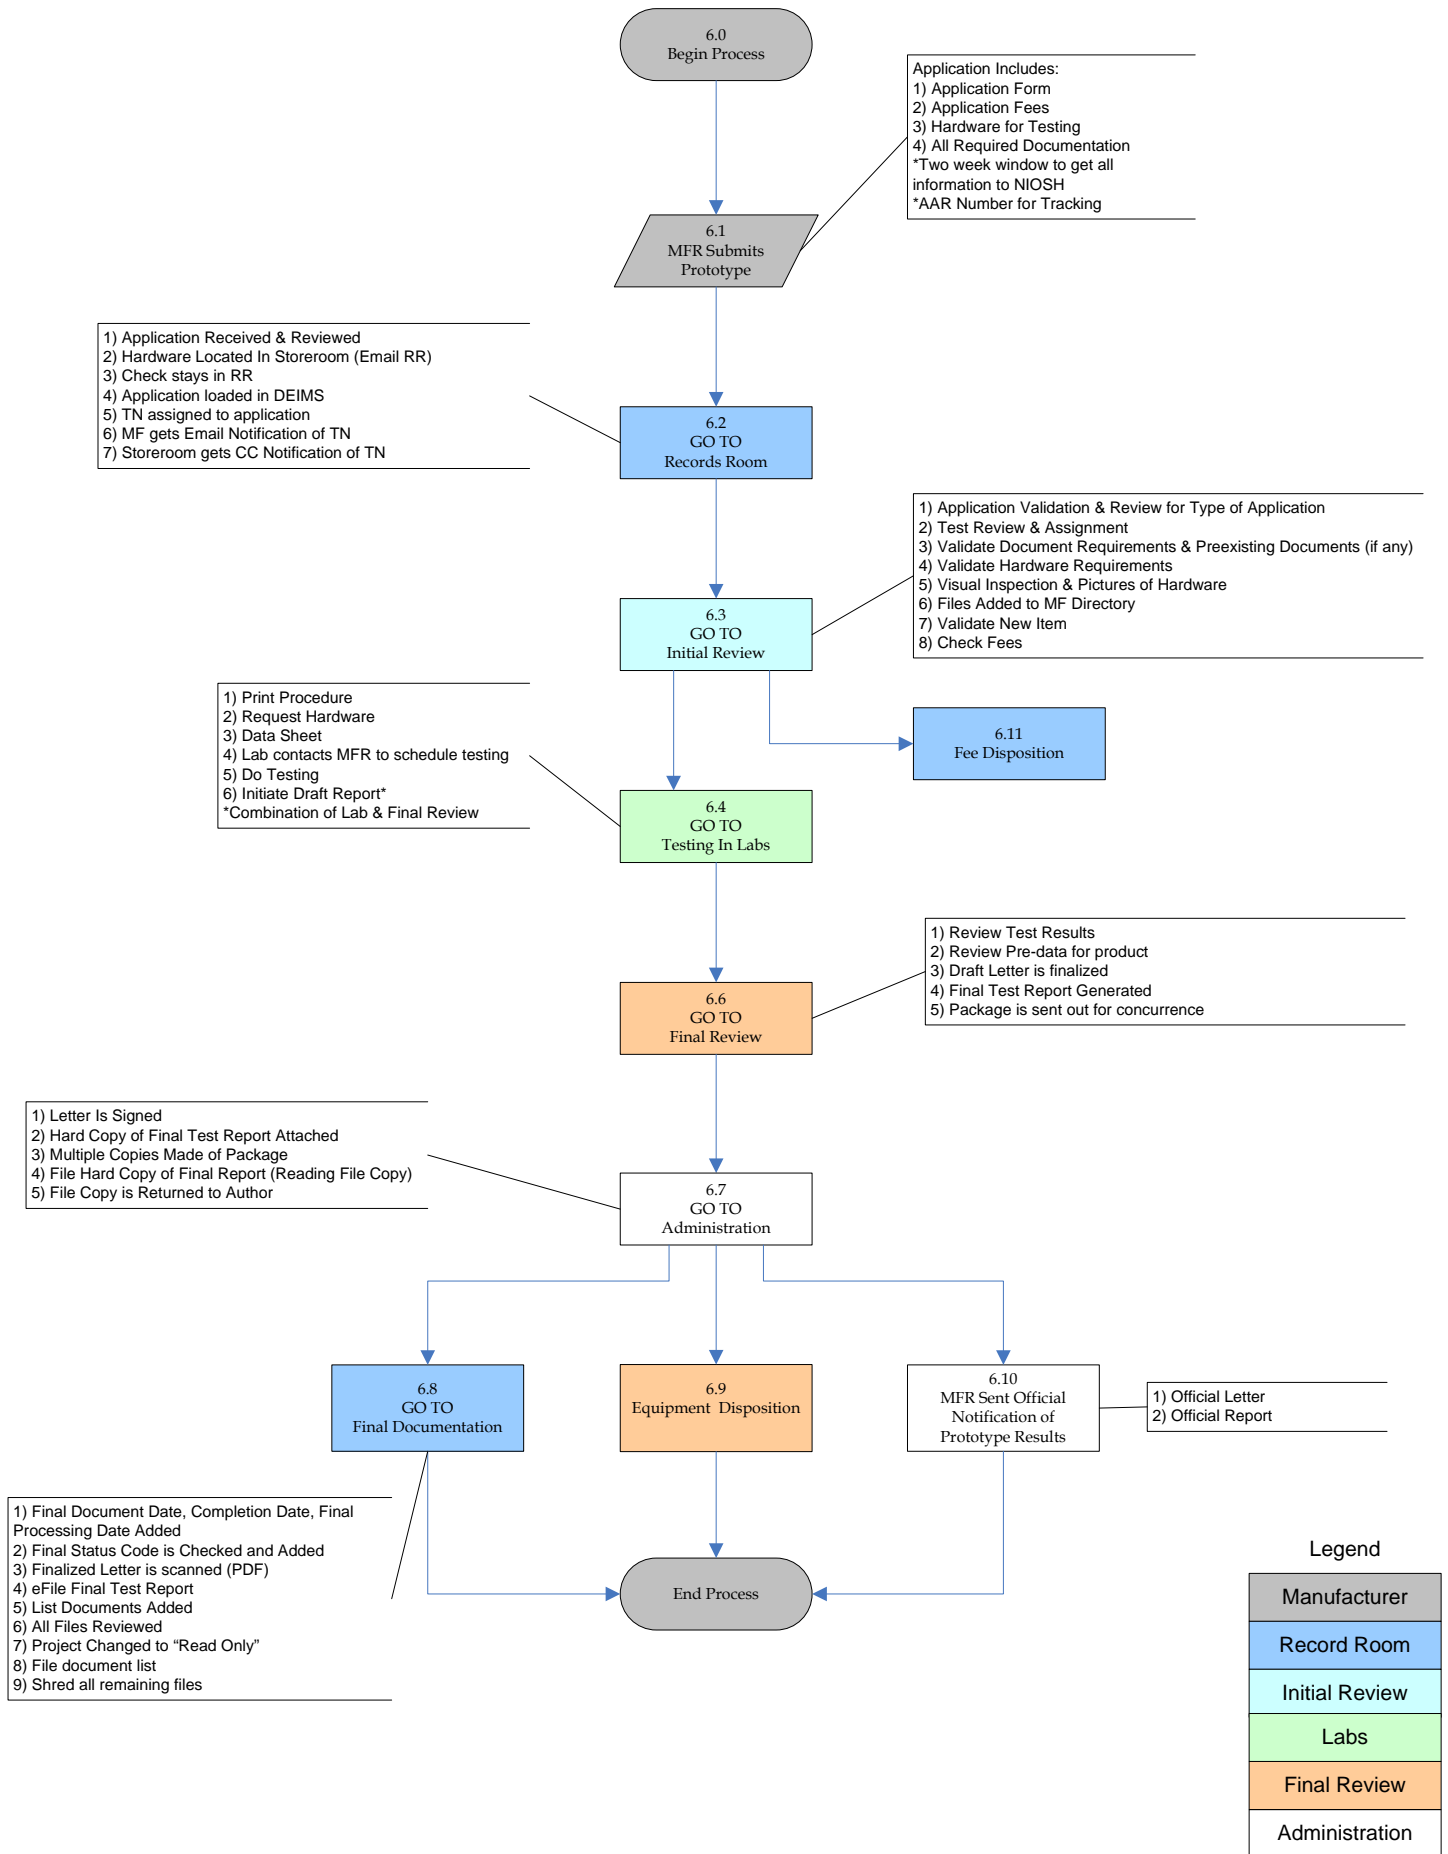 6.0
Begin Process
Application Includes:
1) Application Form
2) Application Fees
3) Hardware for Testing
4) All Required Documentation
*Two week window to get all
information to NIOSH
*AAR Number for Tracking
6.1
MFR Submits
Prototype
1) Application Received & Reviewed
2) Hardware Located In Storeroom (Email RR)
3) Check stays in RR
4) Application loaded in DEIMS
5) TN assigned to application
6) MF gets Email Notification of TN
7) Storeroom gets CC Notification of TN
6.2
GO TO
Records Room
1) Application Validation & Review for Type of Application
2) Test Review & Assignment
3) Validate Document Requirements & Preexisting Documents (if any)
4) Validate Hardware Requirements
5) Visual Inspection & Pictures of Hardware
6) Files Added to MF Directory
7) Validate New Item
8) Check Fees
6.3
GO TO
Initial Review
1) Print Procedure
2) Request Hardware
3) Data Sheet
4) Lab contacts MFR to schedule testing
5) Do Testing
6) Initiate Draft Report*
*Combination of Lab & Final Review
6.11
Fee Disposition
6.4
GO TO
Testing In Labs
1) Review Test Results
2) Review Pre-data for product
3) Draft Letter is finalized
4) Final Test Report Generated
5) Package is sent out for concurrence
6.6
GO TO
Final Review
1) Letter Is Signed
2) Hard Copy of Final Test Report Attached
3) Multiple Copies Made of Package
4) File Hard Copy of Final Report (Reading File Copy)
5) File Copy is Returned to Author
6.7
GO TO
Administration
6.8
GO TO
Final Documentation
6.9
Equipment Disposition
6.10
MFR Sent Official
Notification of
Prototype Results
1) Official Letter
2) Official Report
1) Final Document Date, Completion Date, Final
Processing Date Added
2) Final Status Code is Checked and Added
3) Finalized Letter is scanned (PDF)
4) eFile Final Test Report
5) List Documents Added
6) All Files Reviewed
7) Project Changed to “Read Only”
8) File document list
9) Shred all remaining files
End Process
Legend
Manufacturer
Record Room
Initial Review
Labs
Final Review
Administration